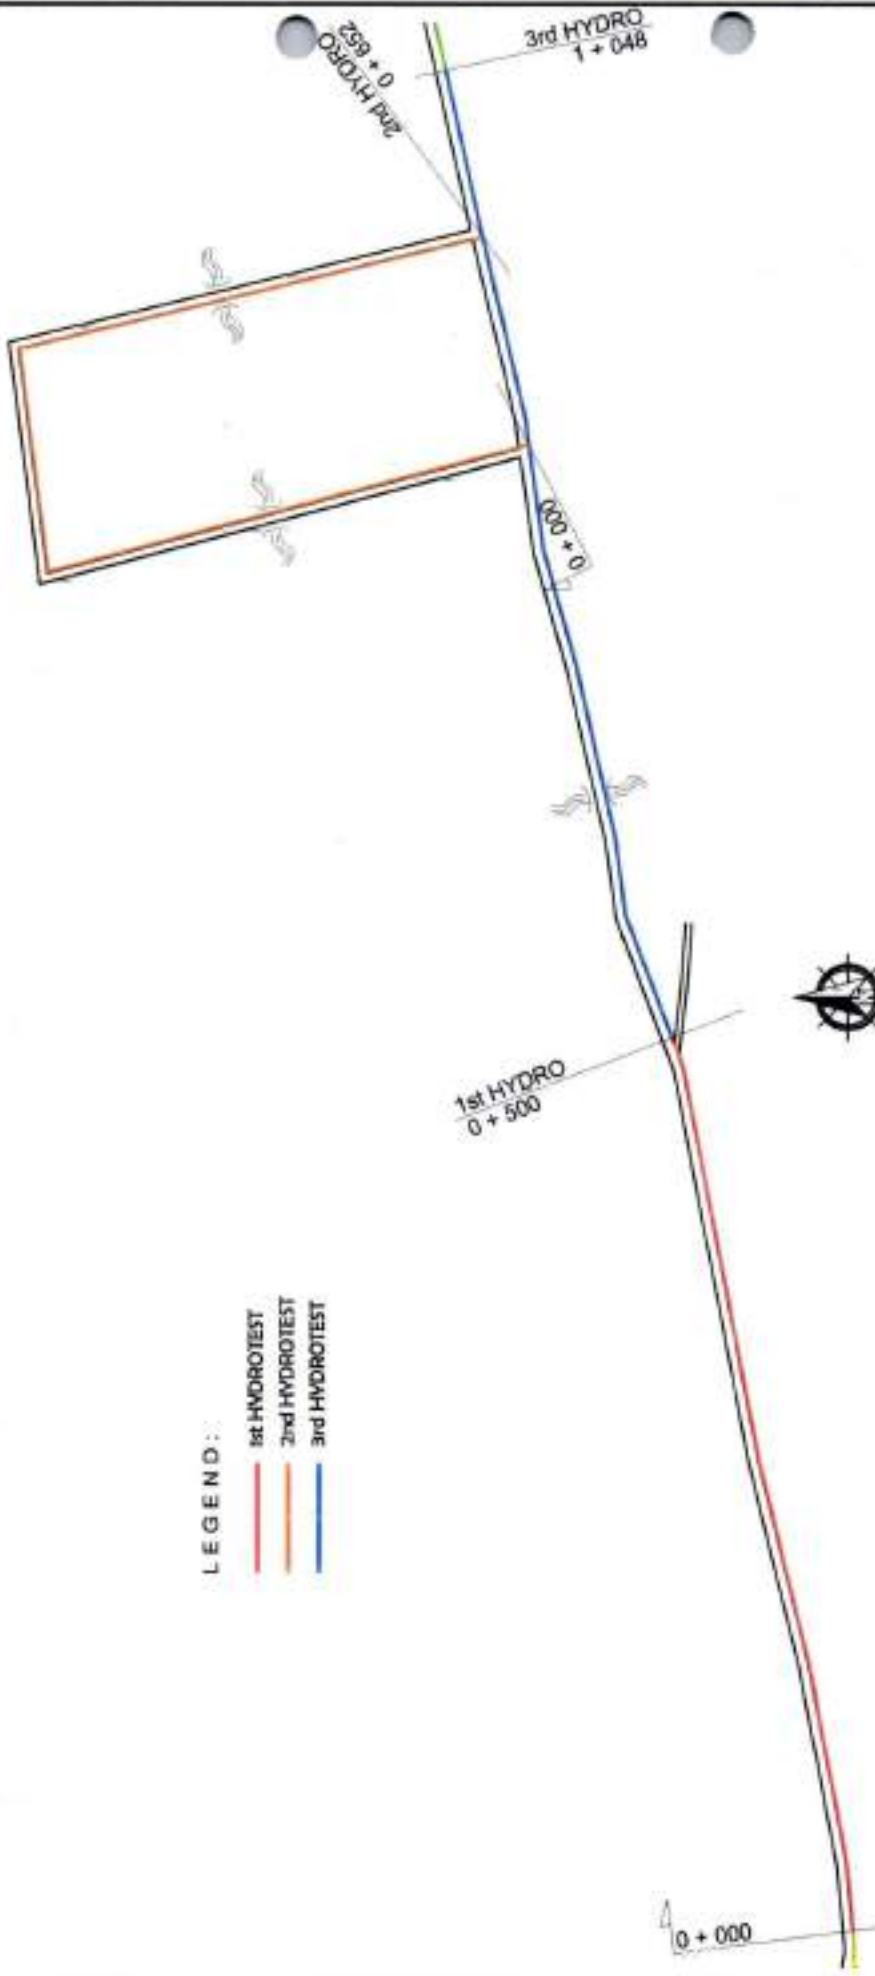 2nd HYDRO
0 + 652
3rd HYDRO
1 + 048
0 + 000
1st HYDRO
0 + 500
LEGEND:
1st HYDROTEST
2nd HYDROTEST
3rd HYDROTEST
0 + 000